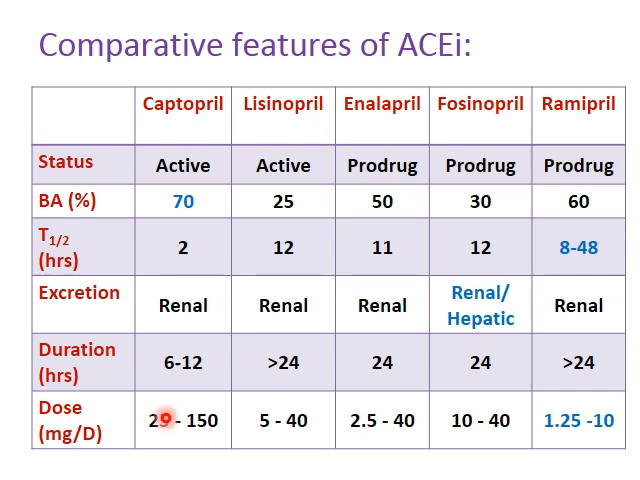 Comparative features of ACEi:
Captopril Lisinopril Enalapril Fosinopril Ramipril
Status Active Active Prodrug Prodrug Prodrug
BA (%) 70 25 50 30 60
T1/2
(hrs) 2 12 11 12 8-48
Excretion Renal Renal Renal Renal/
Hepatic Renal
Duration
(hrs) 6-12 >24 24 24 >24
Dose
(mg/D) - 150 5 - 40 2.5 - 40 10 - 40 1.25 -10